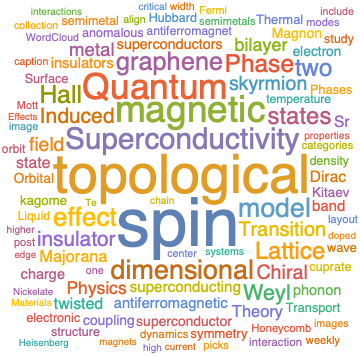 interactions critical width Fermi
semimetal Hubbard semimetals include
collection anomalous antiferromagnet Thermal modes
WordCloud superconductors align Magnon study
caption metal graphene bilayer electron
insulators Phase two
Surface Quantum skyrmion Phases
Mott Hall magnetic temperature
Effects Induced states Sr
image properties
orbit field Superconductivity categories
state density Dirac
Orbital topological Kitaev
kagome Te chain band
Liquid effect spin model layout
higher Transition doped
post insulator center systems Lattice wave
edge Majorana one dimensional Chiral cuprate
charge Weyl phonon
Nickelate Physics superconducting
Materials twisted antiferromagnetic Theory Transport
electronic coupling superconductor Honeycomb images
structure dynamics symmetry interaction weekly
Heisenberg magnets high current picks